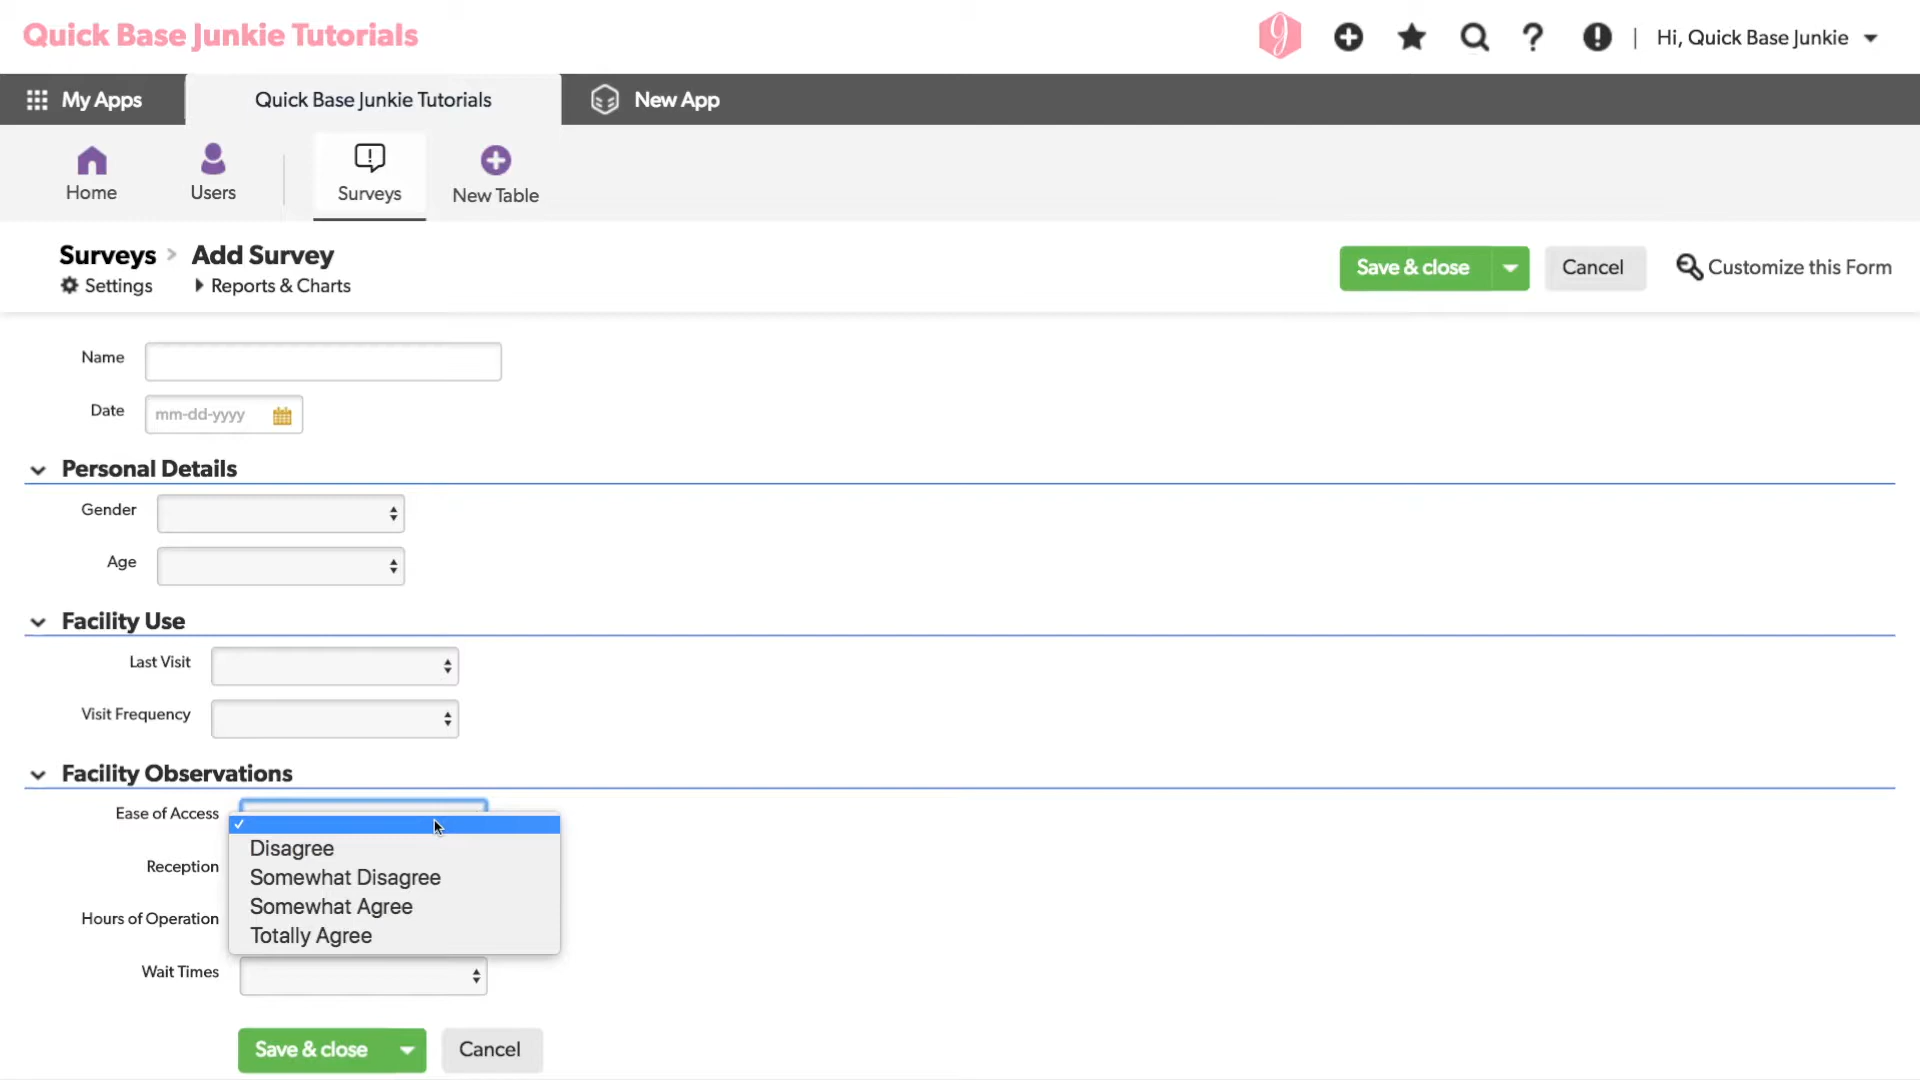 Quick Base Junkie Tutorials
Hi, Quick Base Junkie
My Apps
Quick Base Junkie Tutorials
New App
Home
Users
Surveys
New Table
Surveys > Add Survey
Settings
Reports & Charts
Save & close
Cancel
Customize this Form
Name
Date
mm-dd-yyyy
Personal Details
Gender
Age
Facility Use
Last Visit
Visit Frequency
Facility Observations
Ease of Access
Disagree
Reception
Somewhat Disagree
Somewhat Agree
Hours of Operation
Totally Agree
Wait Times
Save & close
Cancel